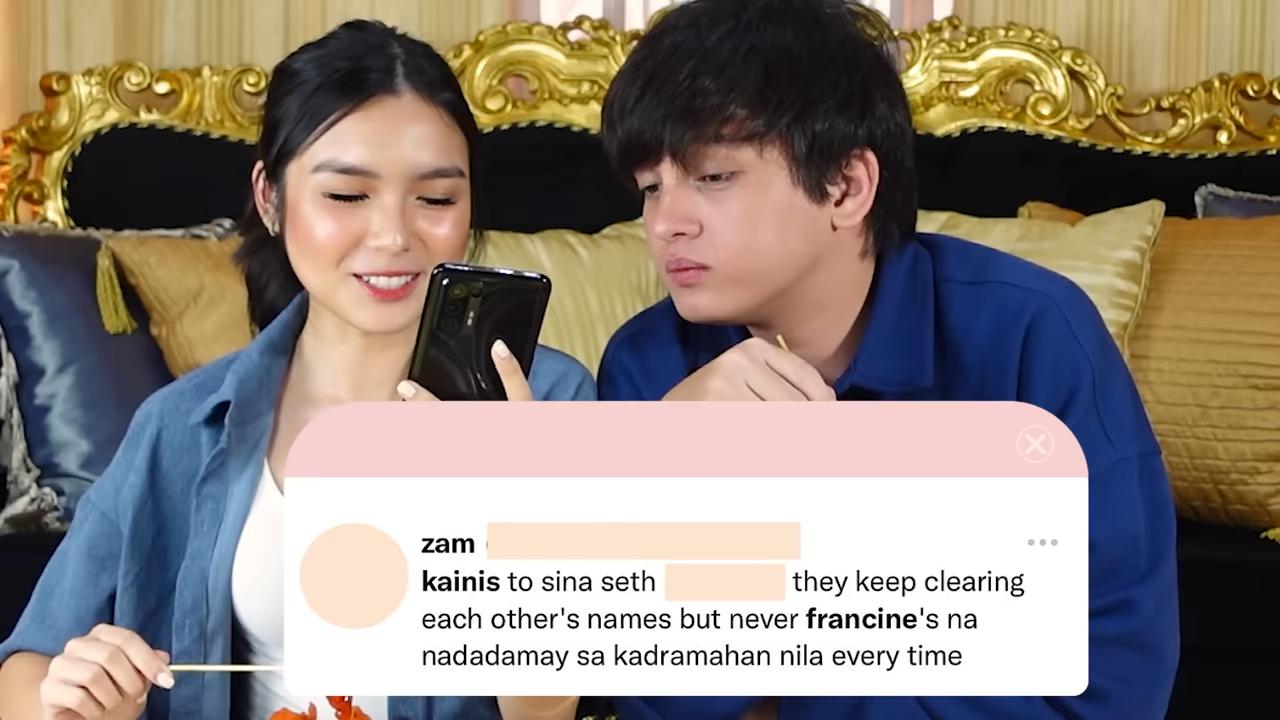 zam
kainis to sina seth they keep clearing
each other's names but never francine's na
nadadamay sa kadramahan nila every time